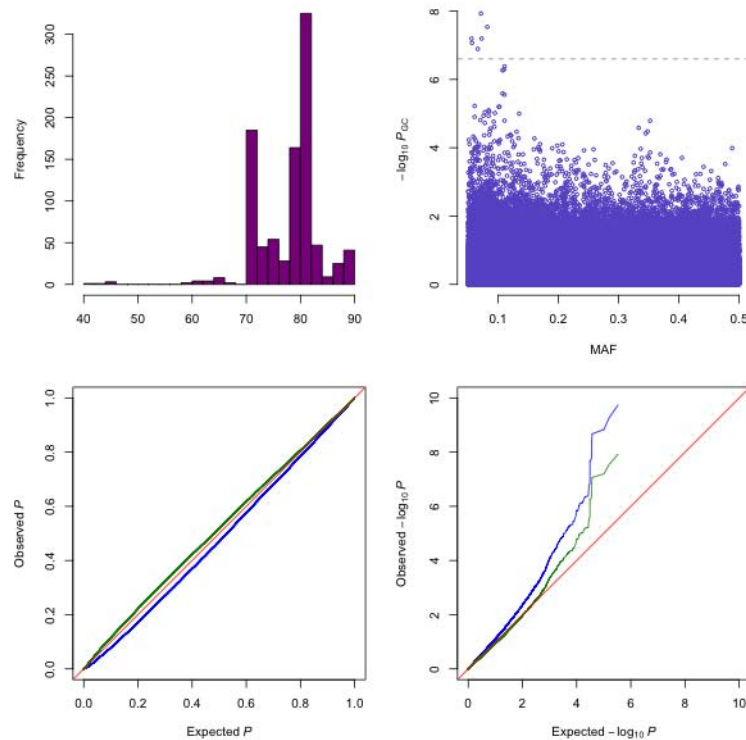 Frequency
0 50 100 150 200 250 300
40 50 60 70 80 90
−log10 PGC
0 2 4 6 8
0.1 0.2 0.3 0.4 0.5
MAF
Observed P
0.0 0.2 0.4 0.6 0.8 1.0
0.0 0.2 0.4 0.6 0.8 1.0
Expected P
Observed −log10 P
0 2 4 6 8 10
0 2 4 6 8 10
Expected −log10 P